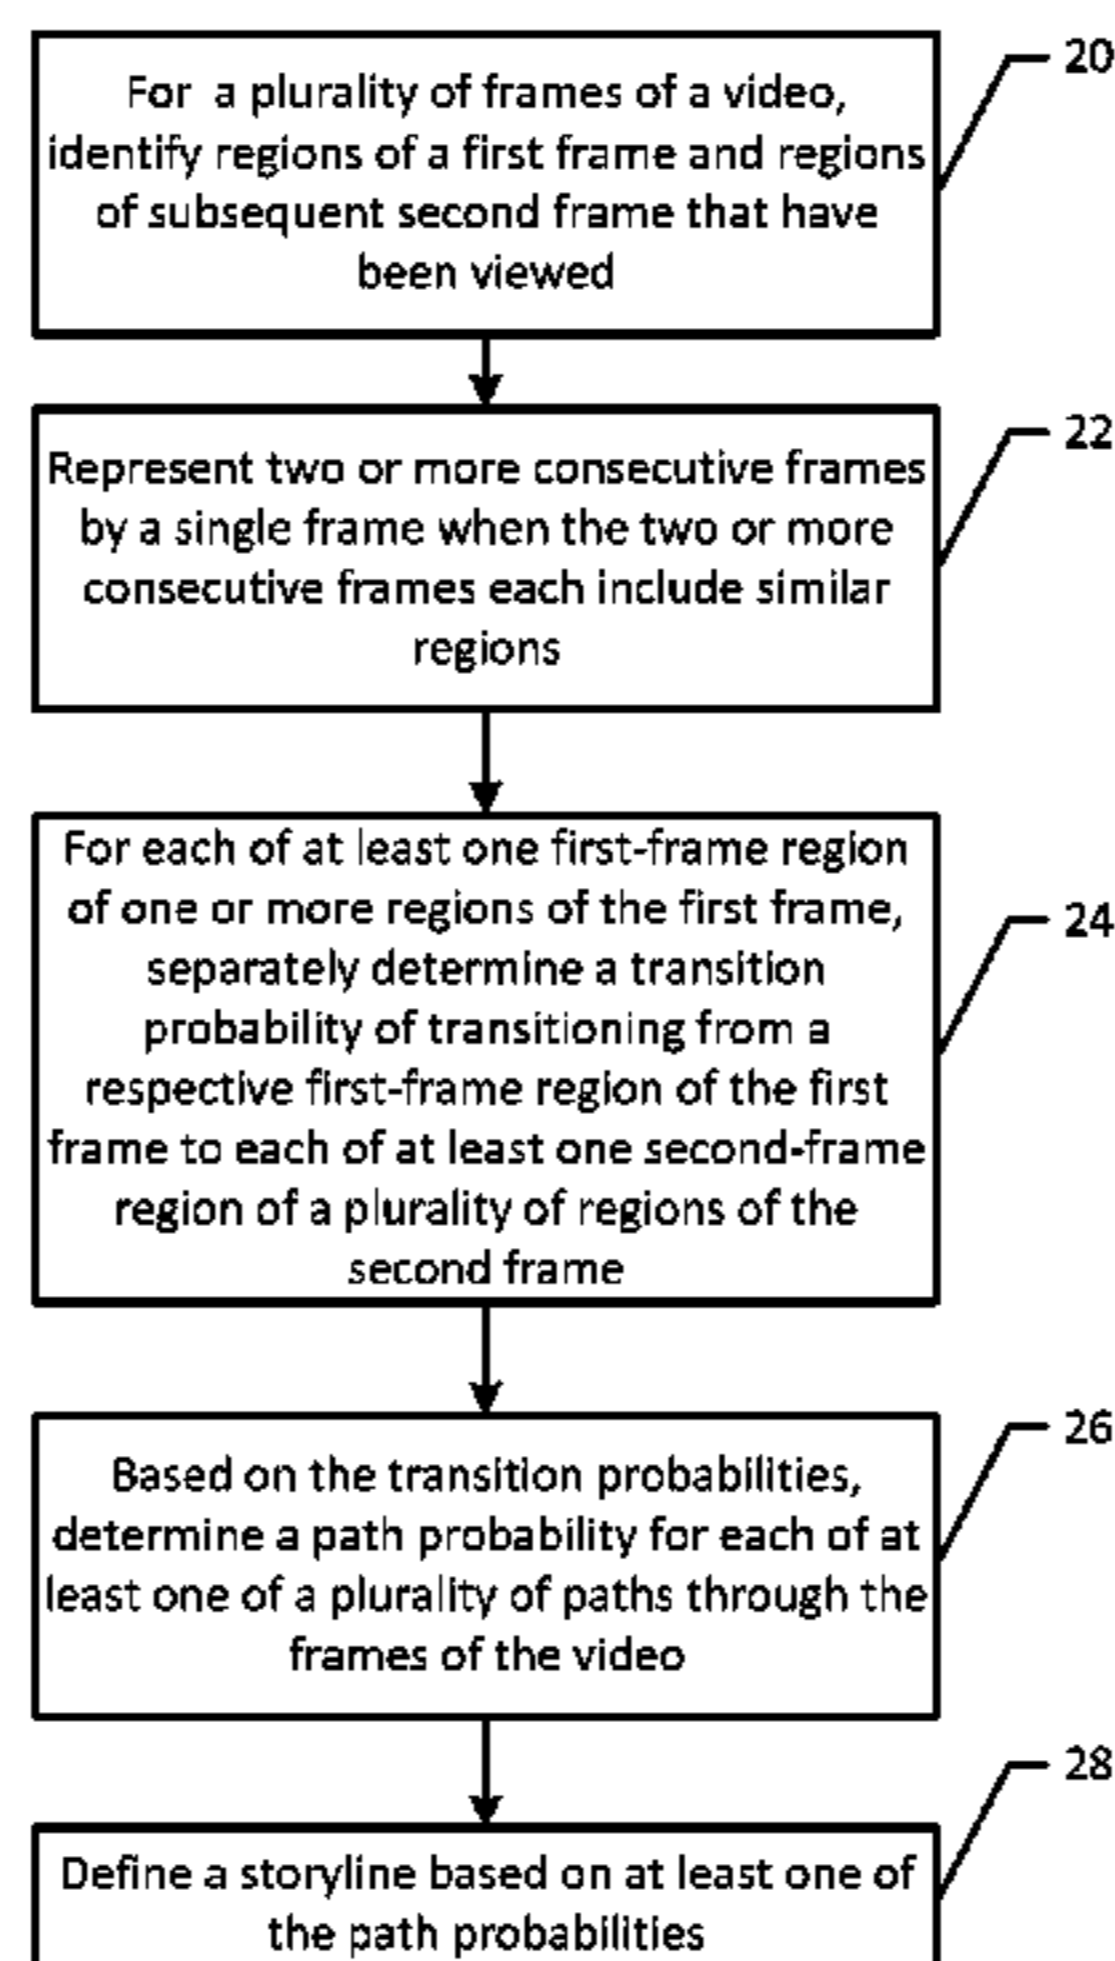 20
For a plurality of frames of a video,
identify regions of a first frame and regions
of subsequent second frame that have
been viewed
22
Represent two or more consecutive frames
by a single frame when the two or more
consecutive frames each include similar
regions
For each of at least one first-frame region
of one or more regions of the first frame,
24
separately determine a transition
probability of transitioning from a
respective first-frame region of the first
frame to each of at least one second-frame
region of a plurality of regions of the
second frame
26
Based on the transition probabilities,
determine a path probability for each of at
least one of a plurality of paths through the
frames of the video
28
Define a storyline based on at least one of
the path probabilities